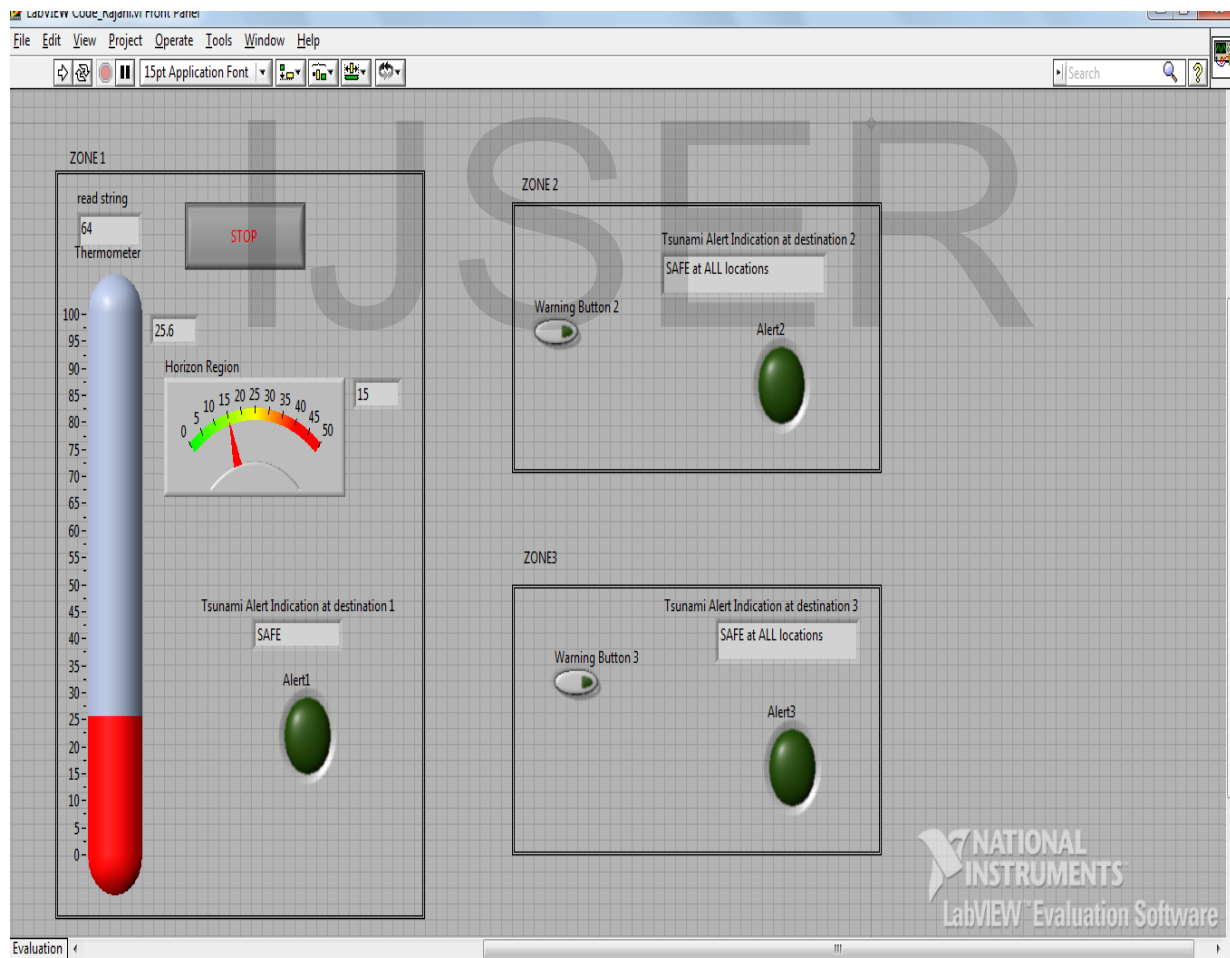 LabVIEW Code_Rajani.vi Front Panel
File Edit View Project Operate Tools Window Help
15pt Application Font
Search
IJSER
ZONE 1
read string
64
Thermometer
STOP
100
95
90
85
80
75
70
65
60
55
50
45
40
35
30
25
20
15
10
5
0
25.6
Horizon Region
0 5 10 15 20 25 30 35 40 45 50
15
Tsunami Alert Indication at destination 1
SAFE
Alert1
ZONE 2
Tsunami Alert Indication at destination 2
SAFE at ALL locations
Warning Button 2
Alert2
ZONE3
Tsunami Alert Indication at destination 3
SAFE at ALL locations
Warning Button 3
Alert3
NATIONAL
INSTRUMENTS
LabVIEW™ Evaluation Software
Evaluation